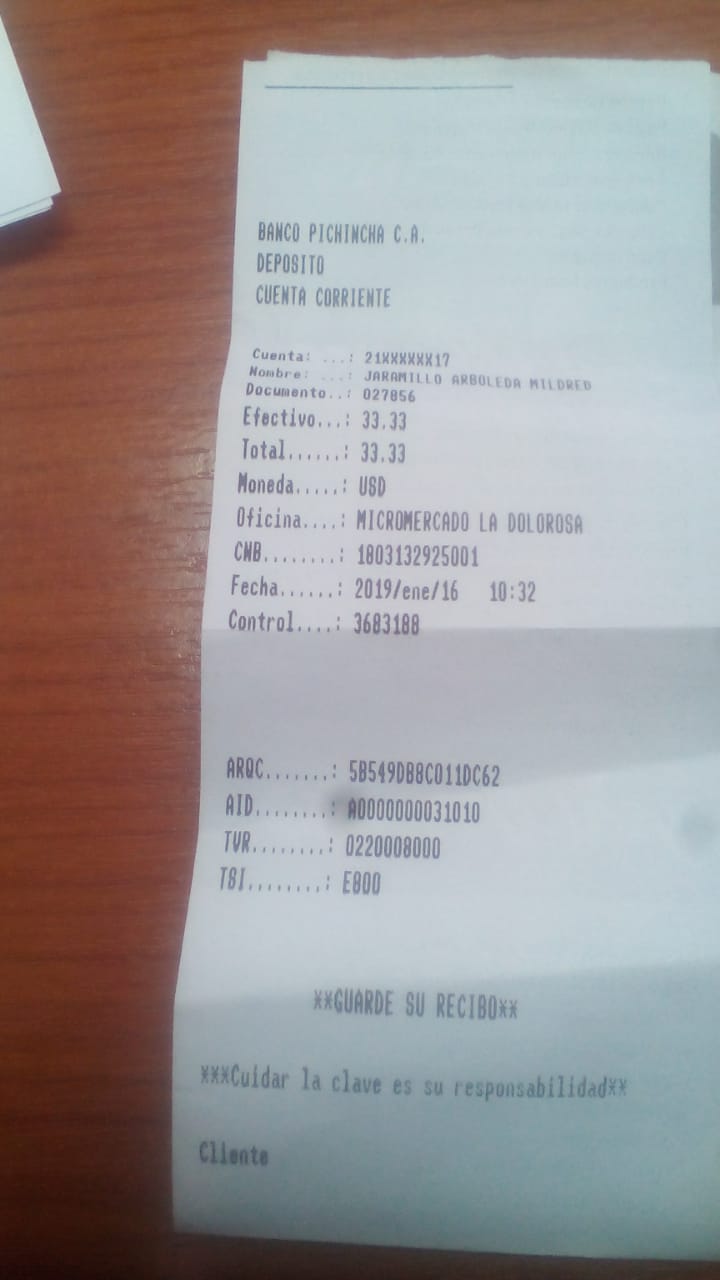 BANCO PICHINCHA C.A.
DEPOSITO
CUENTA CORRIENTE
Cuenta: ...: 21XXXXXX17
Nombre: ...: JARAMILLO ARBOLEDA MILDRED
Documento..: 027856
Efectivo...: 33.33
Total......: 33.33
Moneda.....: USD
Oficina....: MICROMERCADO LA DOLOROSA
CNB........: 1803132925001
Fecha......: 2019/ene/16 10:32
Control....: 3683188
ARQC.......: 5B549DB8C011DC62
AID........: A0000000031010
TVR........: 0220008000
TSI........: E800
**GUARDE SU RECIBO**
***Cuidar la clave es su responsabilidad**
Cliente